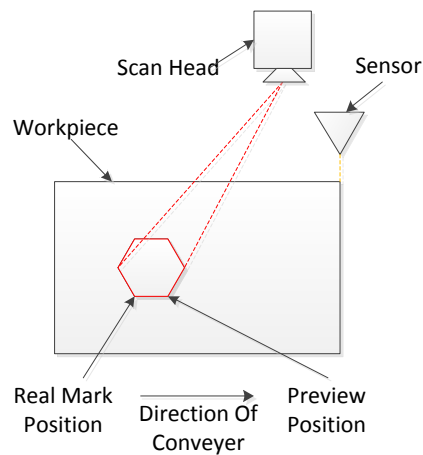 Scan Head
Sensor
Workpiece
Real Mark
Position
Direction Of
Conveyer
Preview
Position